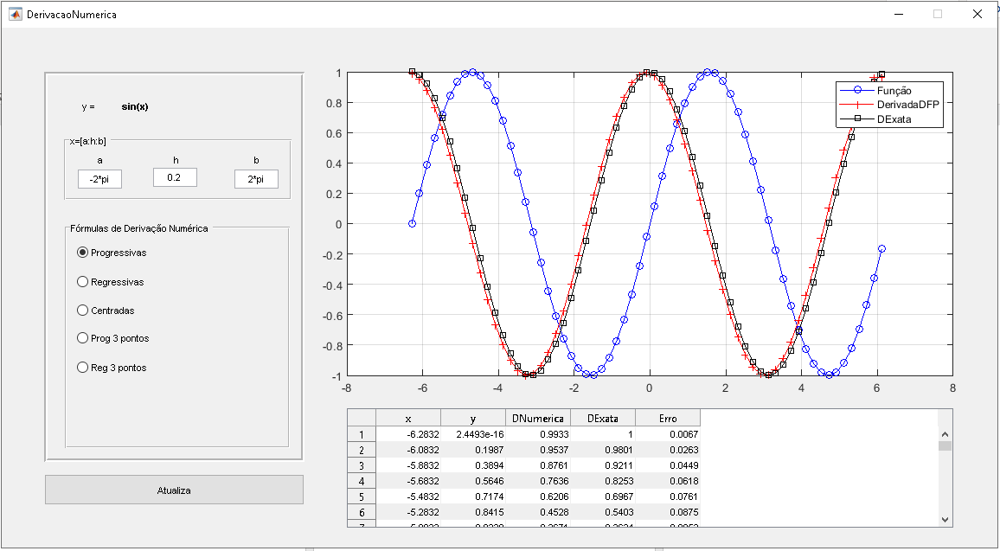 DerivacaoNumerica
y = sin(x)
x=[a:h:b]
a h b
-2*pi 0.2 2*pi
Fórmulas de Derivação Numérica
Progressivas
Regressivas
Centradas
Prog 3 pontos
Reg 3 pontos
Atualiza
1
0.8
0.6
0.4
0.2
0
-0.2
-0.4
-0.6
-0.8
-1
-8 -6 -4 -2 0 2 4 6 8
Função
DerivadaDFP
DExata
x y DNumerica DExata Erro
1 -6.2832 2.4493e-16 0.9933 1 0.0067
2 -6.0832 0.1987 0.9537 0.9801 0.0263
3 -5.8832 0.3894 0.8761 0.9211 0.0449
4 -5.6832 0.5646 0.7636 0.8253 0.0618
5 -5.4832 0.7174 0.6206 0.6967 0.0761
6 -5.2832 0.8415 0.4528 0.5403 0.0875